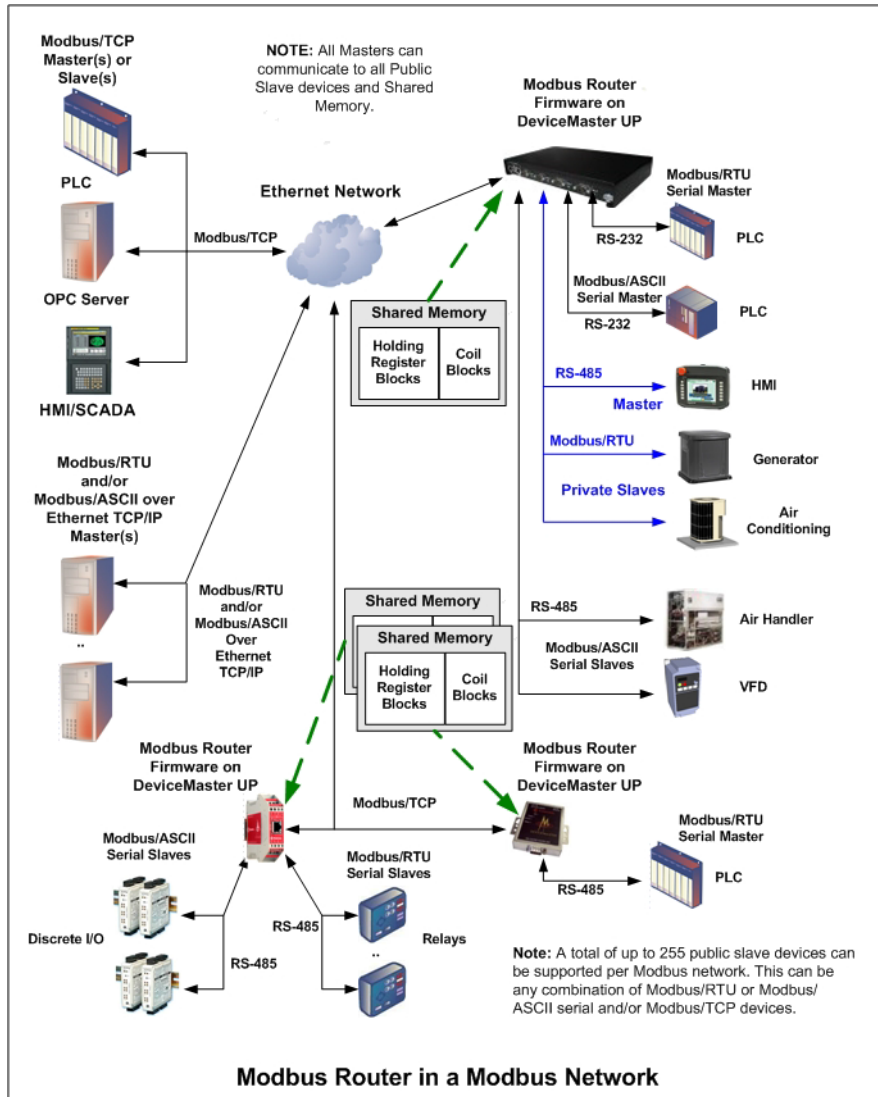 Modbus/TCP
Master(s) or
Slave(s)
PLC
OPC Server
HMI/SCADA
Modbus/TCP
NOTE: All Masters can
communicate to all Public
Slave devices and Shared
Memory.
Ethernet Network
Modbus Router
Firmware on
DeviceMaster UP
Modbus/RTU
Serial Master
RS-232
PLC
Modbus/ASCII
Serial Master
RS-232
PLC
Shared Memory
Holding
Register
Blocks
Coil
Blocks
RS-485
Master
HMI
Modbus/RTU
Generator
Private Slaves
Air
Conditioning
Modbus/RTU
and/or
Modbus/ASCII over
Ethernet TCP/IP
Master(s)
..
Modbus/RTU
and/or
Modbus/ASCII
Over
Ethernet
TCP/IP
Shared Memory
Shared Memory
Holding
Register
Blocks
Coil
Blocks
RS-485
Air Handler
Modbus/ASCII
Serial Slaves
VFD
Modbus Router
Firmware on
DeviceMaster UP
Modbus/TCP
Modbus Router
Firmware on
DeviceMaster UP
Modbus/RTU
Serial Master
RS-485
PLC
Modbus/ASCII
Serial Slaves
Discrete I/O
RS-485
Modbus/RTU
Serial Slaves
RS-485
..
Relays
Note: A total of up to 255 public slave devices can
be supported per Modbus network. This can be
any combination of Modbus/RTU or Modbus/
ASCII serial and/or Modbus/TCP devices.
Modbus Router in a Modbus Network